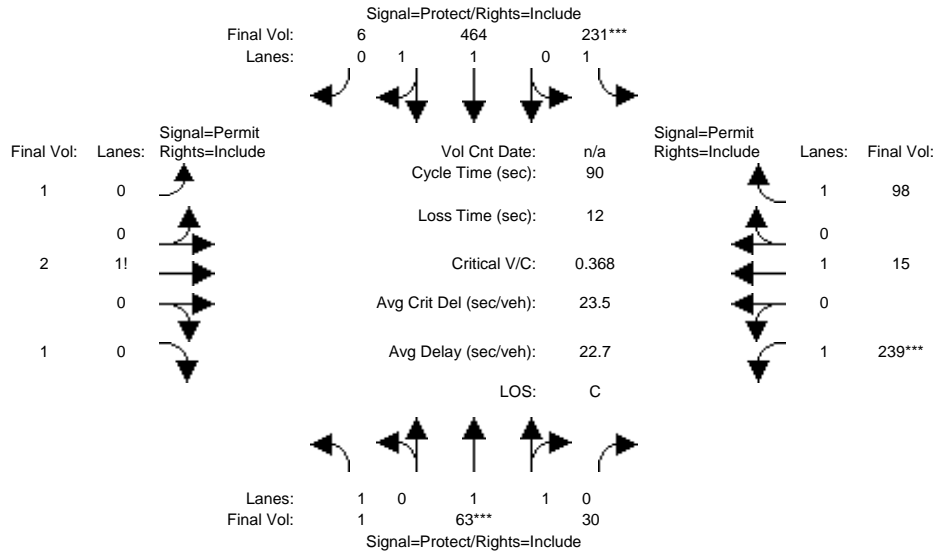 Signal=Protect/Rights=Include
Final Vol: 6 464 231***
Lanes: 0 1 1 0 1
Signal=Permit
Final Vol: Lanes: Rights=Include
Vol Cnt Date: n/a
Signal=Permit
Rights=Include Lanes: Final Vol:
Cycle Time (sec): 90
1 0
1 98
Loss Time (sec): 12
0
0
2 1!
Critical V/C: 0.368
1 15
0
Avg Crit Del (sec/veh): 23.5
0
1 0
Avg Delay (sec/veh): 22.7
1 239***
LOS: C
Lanes: 1 0 1 1 0
Final Vol: 1 63*** 30
Signal=Protect/Rights=Include